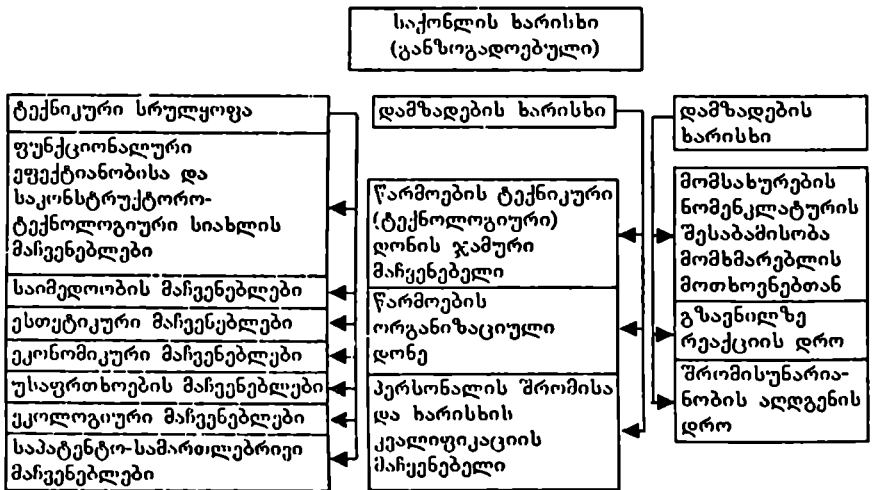 საქონლის ხარისხი
(განზოგადოებული)
ტექნიკური სრულყოფა
ფუნქციონალური
ეფექტიანობისა და
საკონსტრუქტორო-
ტექნოლოგიური სიახლის
მაჩვენებლები
საიმედოობის მაჩვენებლები
ესთეტიკური მაჩვენებლები
ეკონომიკური მაჩვენებლები
უსაფრთხოების მაჩვენებლები
ეკოლოგიური მაჩვენებლები
საპატენტო-სამართლებრივი
მაჩვენებლები
დამზადების ხარისხი
წარმოების ტექნიკური
(ტექნოლოგიური)
ღონის ჯამური
მაჩვენებელი
წარმოების
ორგანიზაციული
დონე
პერსონალის შრომისა
და ხარისხის
კვალიფიკაციის
მაჩვენებელი
დამზადების
ხარისხი
მომსახურების
ნომენკლატურის
შესაბამისობა
მომხმარებლის
მოთხოვნებთან
გზავნილზე
რეაქციის დრო
შრომისუნარია-
ნობის აღდგენის
დრო